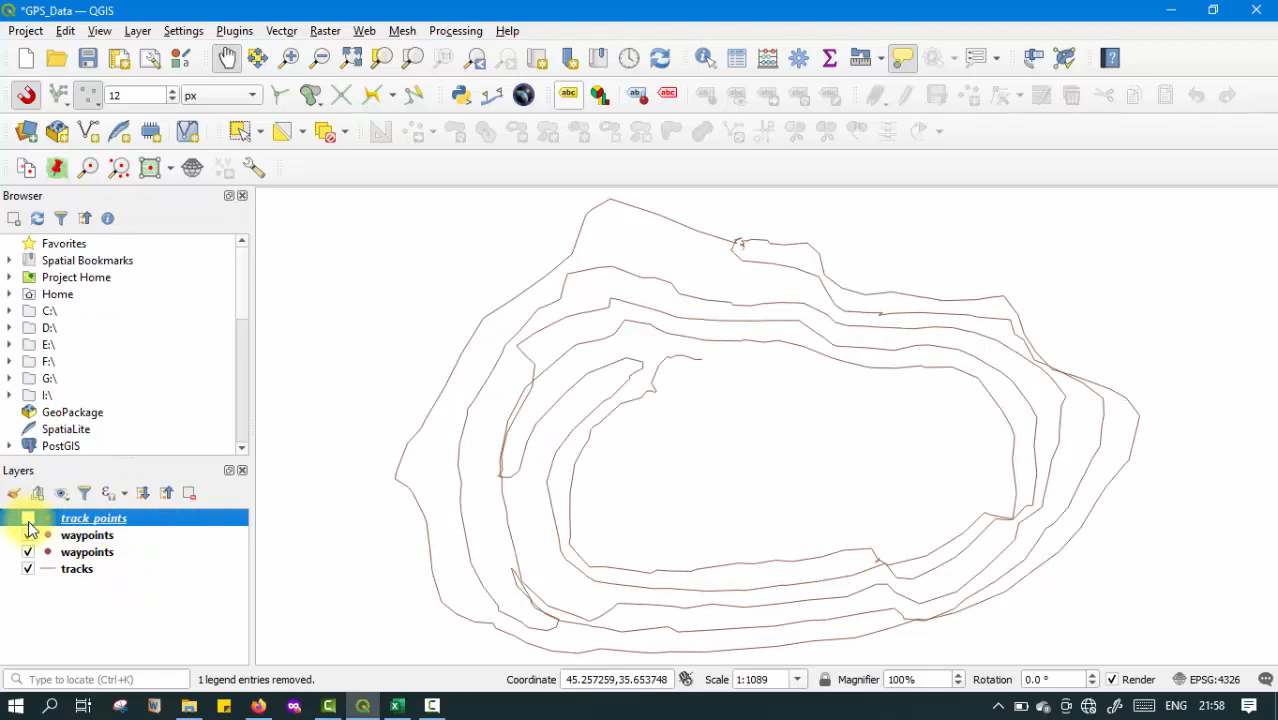 *GPS_Data — QGIS
Project Edit View Layer Settings Plugins Vector Raster Web Mesh Processing Help
12 px abc abc
Browser
Favorites
Spatial Bookmarks
Project Home
Home
C:\
D:\
E:\
F:\
G:\
I:\
GeoPackage
SpatiaLite
PostGIS
Layers
track_points
waypoints
waypoints
tracks
Type to locate (Ctrl+K) 1 legend entries removed. Coordinate 45.257259,35.653748 Scale 1:1089 Magnifier 100% Rotation 0.0 ° Render EPSG:4326
ENG 21:58